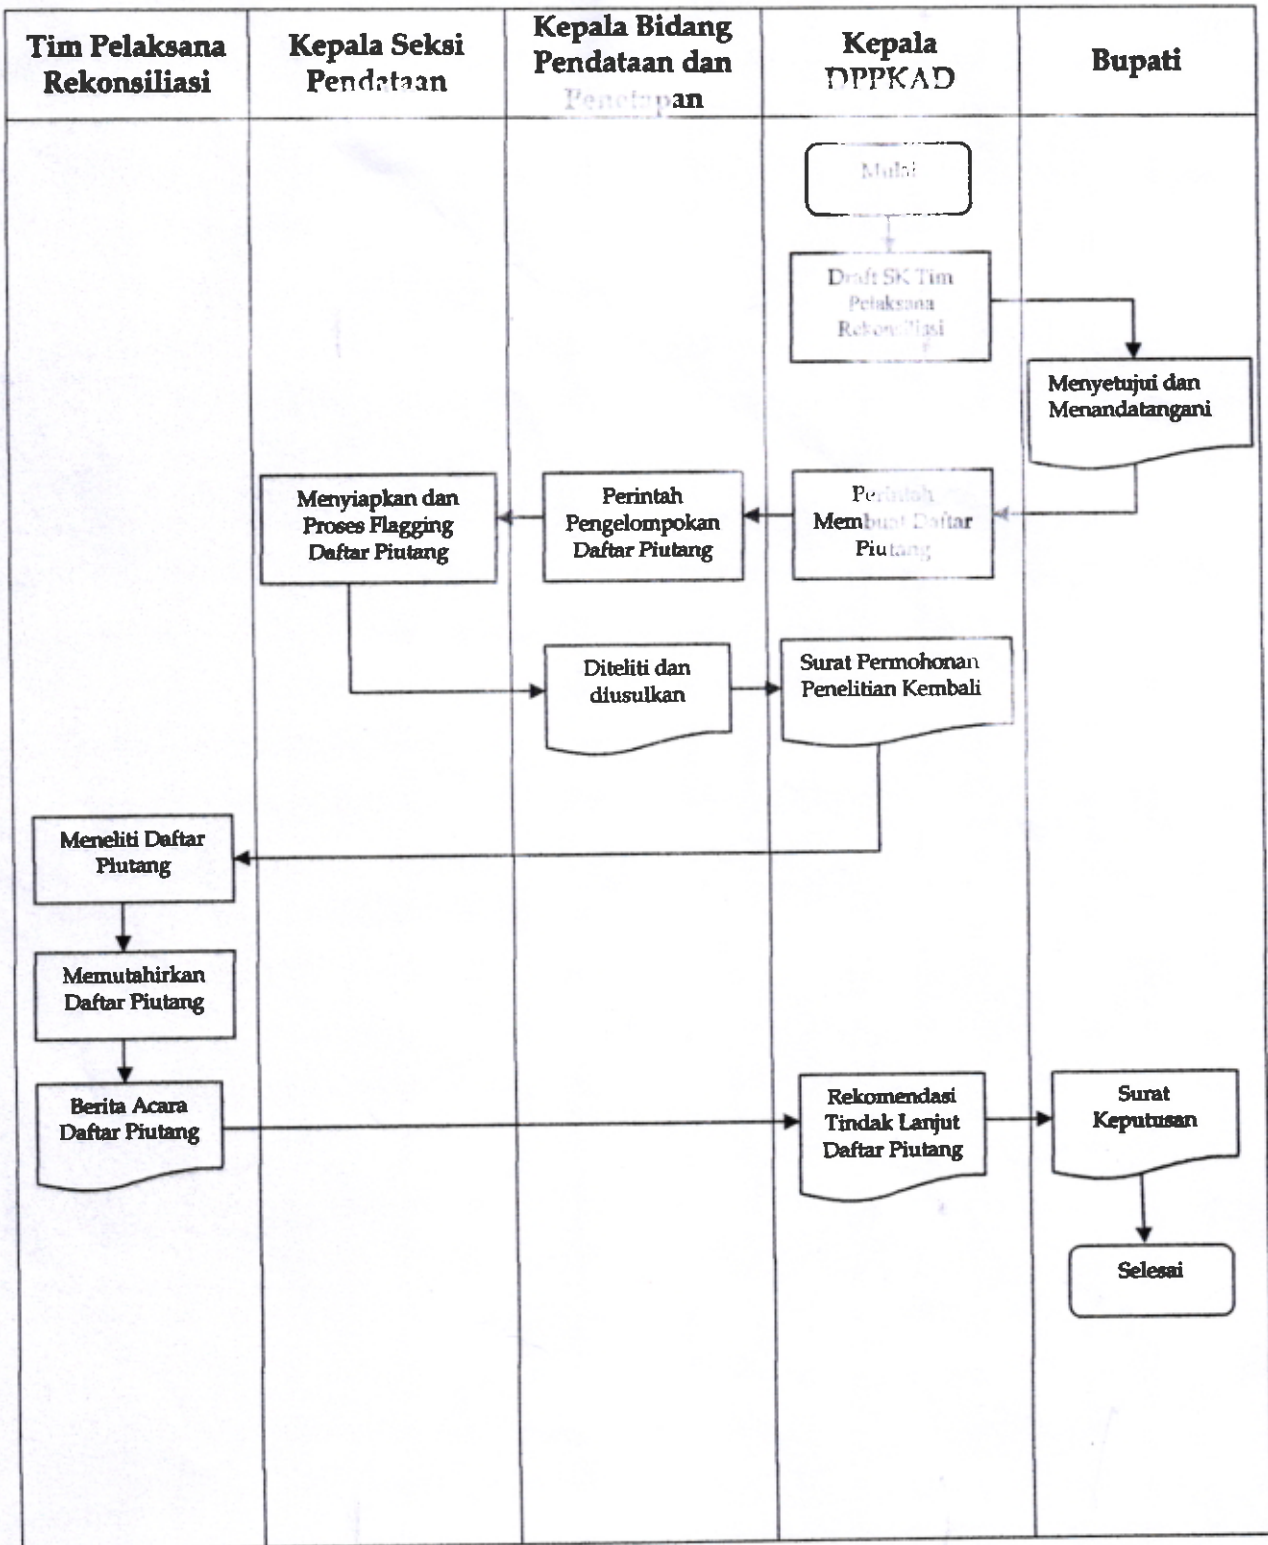 Tim Pelaksana
Rekonsiliasi
Kepala Seksi
Pendataan
Kepala Bidang
Pendataan dan
Penetapan
Kepala
DPPKAD
Bupati
Mulai
Draft SK Tim
Pelaksana
Rekonsiliasi
Menyetujui dan
Menandatangani
Menyiapkan dan
Proses Flagging
Daftar Piutang
Perintah
Pengelompokan
Daftar Piutang
Perintah
Membuat Daftar
Piutang
Diteliti dan
diusulkan
Surat Permohonan
Penelitian Kembali
Meneliti Daftar
Piutang
Memutahirkan
Daftar Piutang
Berita Acara
Daftar Piutang
Rekomendasi
Tindak Lanjut
Daftar Piutang
Surat
Keputusan
Selesai